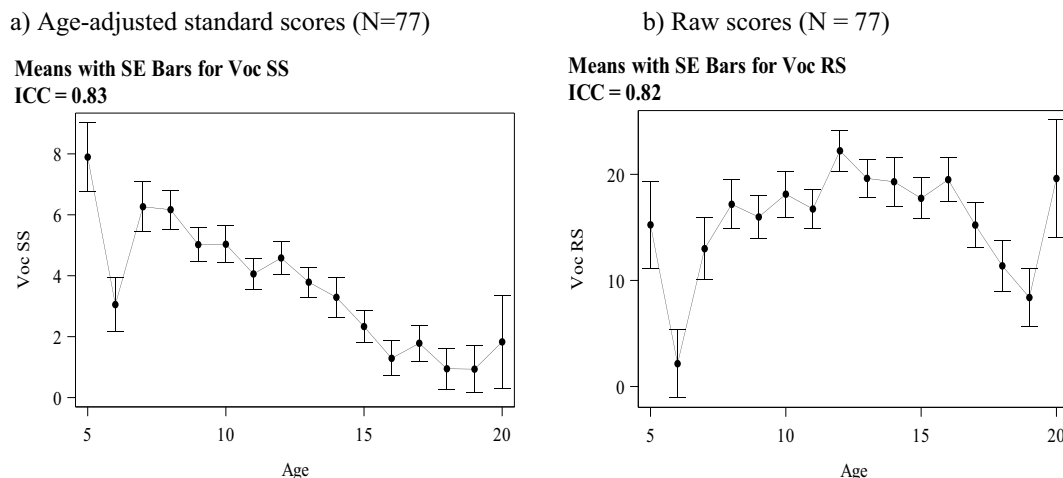 a) Age-adjusted standard scores (N=77)
b) Raw scores (N = 77)
Means with SE Bars for Voc SS
ICC = 0.83
8
6
4
2
0
Voc SS
5 10 15 20
Age
Means with SE Bars for Voc RS
ICC = 0.82
20
10
0
Voc RS
5 10 15 20
Age